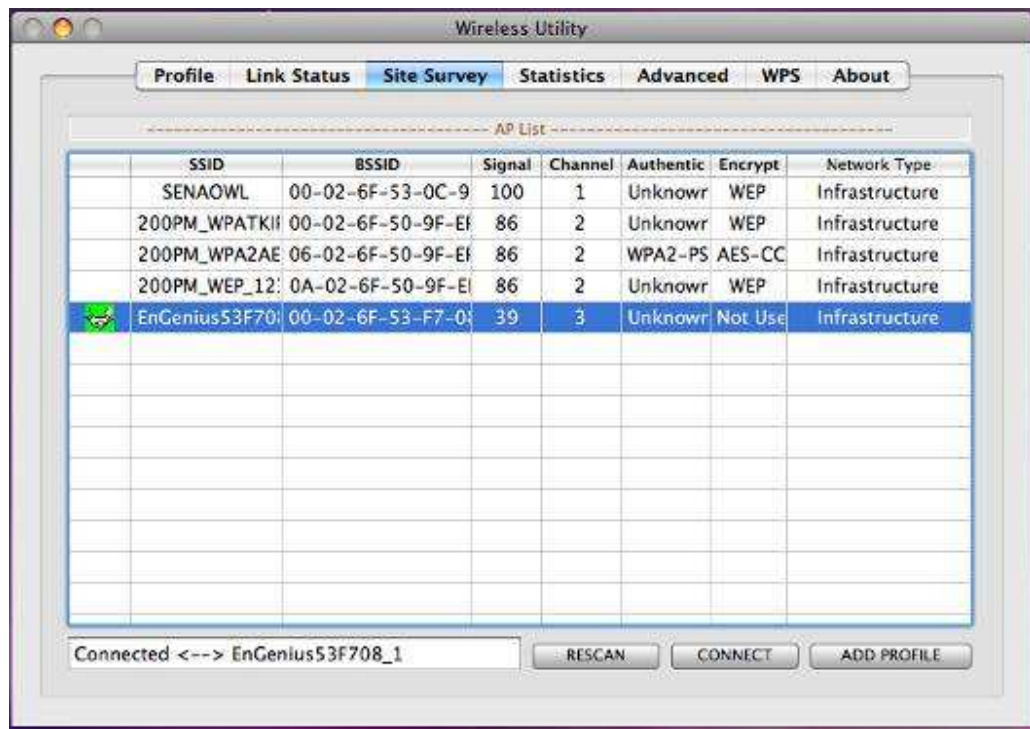 Wireless Utility
Profile Link Status Site Survey Statistics Advanced WPS About
AP List
SSID BSSID Signal Channel Authentic Encrypt Network Type
SENAOWL 00-02-6F-53-0C-9 100 1 Unknowr WEP Infrastructure
200PM_WPATKI 00-02-6F-50-9F-E 86 2 Unknowr WEP Infrastructure
200PM_WPA2AE 06-02-6F-50-9F-E 86 2 WPA2-PS AES-CC Infrastructure
200PM_WEP_12 0A-02-6F-50-9F-E 86 2 Unknowr WEP Infrastructure
EnGenius53F70 00-02-6F-53-F7-0 39 3 Unknowr Not Use Infrastructure
Connected <--> EnGenius53F708_1 RESCAN CONNECT ADD PROFILE